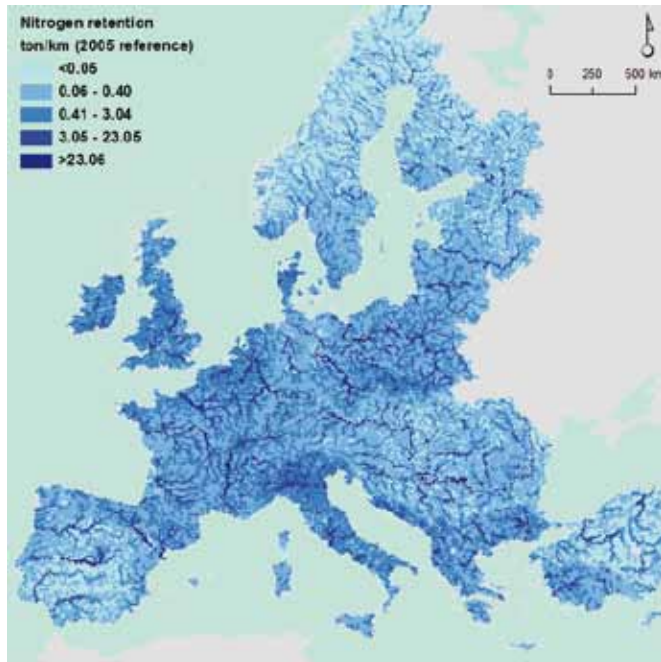 Nitrogen retention
ton/km (2005 reference)
<0.05
0.06 - 0.40
0.41 - 3.04
3.05 - 23.05
>23.06
0 250 500 km